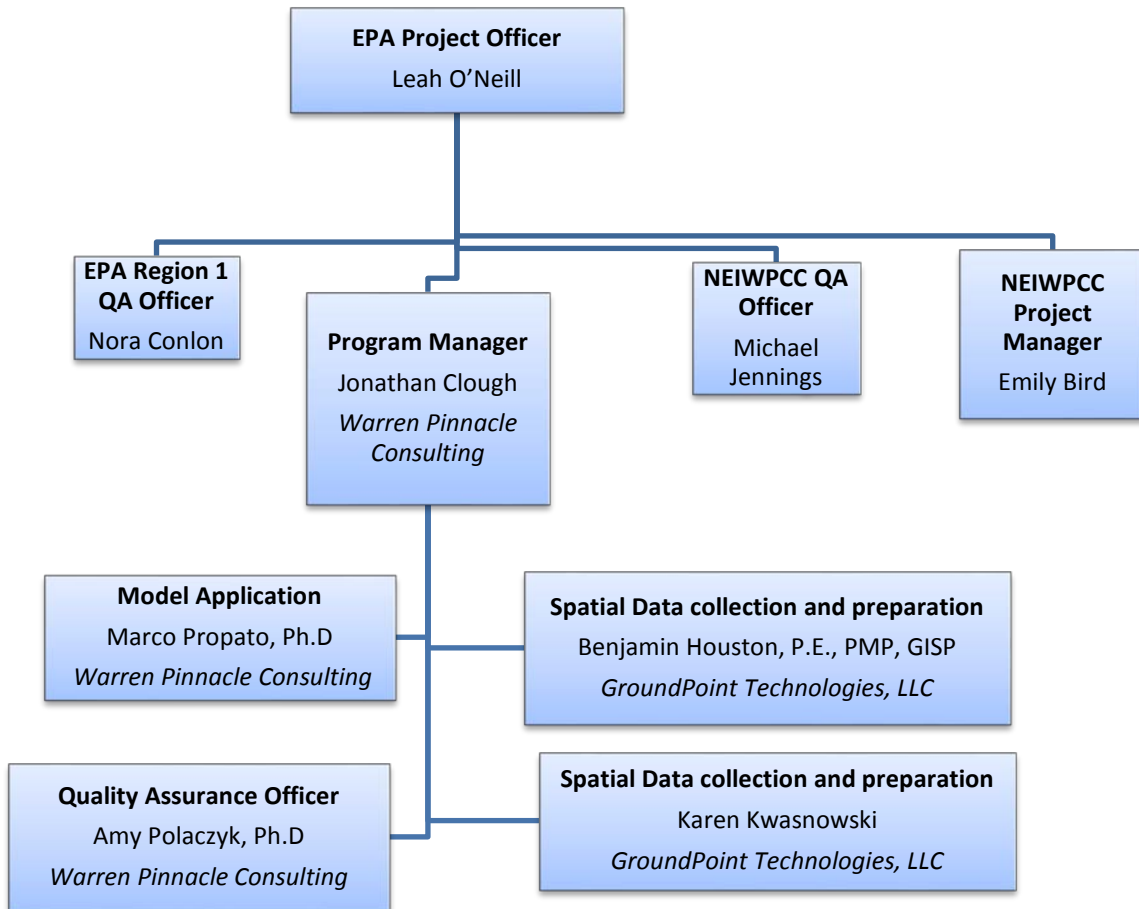 EPA Project Officer
Leah O’Neill
EPA Region 1
QA Officer
Nora Conlon
Program Manager
Jonathan Clough
Warren Pinnacle
Consulting
NEIWPCC QA
Officer
Michael
Jennings
NEIWPCC
Project
Manager
Emily Bird
Model Application
Marco Propato, Ph.D
Warren Pinnacle Consulting
Spatial Data collection and preparation
Benjamin Houston, P.E., PMP, GISP
GroundPoint Technologies, LLC
Quality Assurance Officer
Amy Polaczyk, Ph.D
Warren Pinnacle Consulting
Spatial Data collection and preparation
Karen Kwasnowski
GroundPoint Technologies, LLC